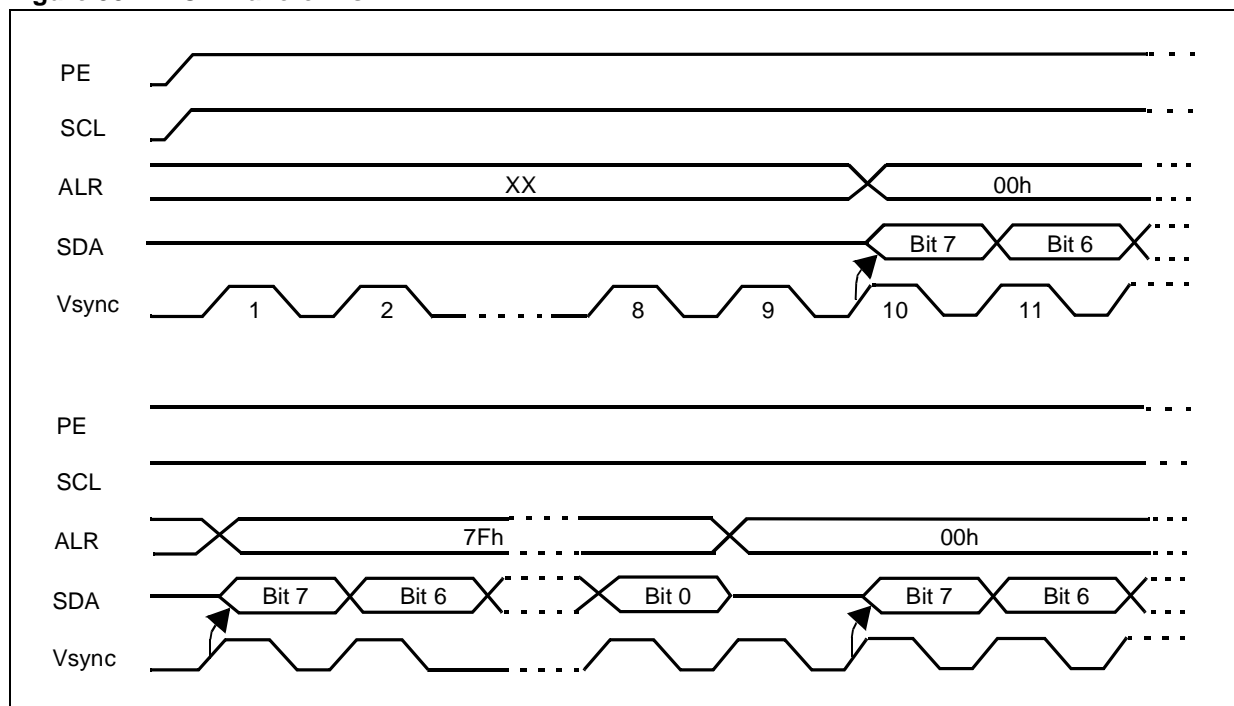 PE
SCL
ALR XX 00h
SDA Bit 7 Bit 6
Vsync 1 2 8 9 10 11
PE
SCL
ALR 7Fh 00h
SDA Bit 7 Bit 6 Bit 0 Bit 7 Bit 6
Vsync